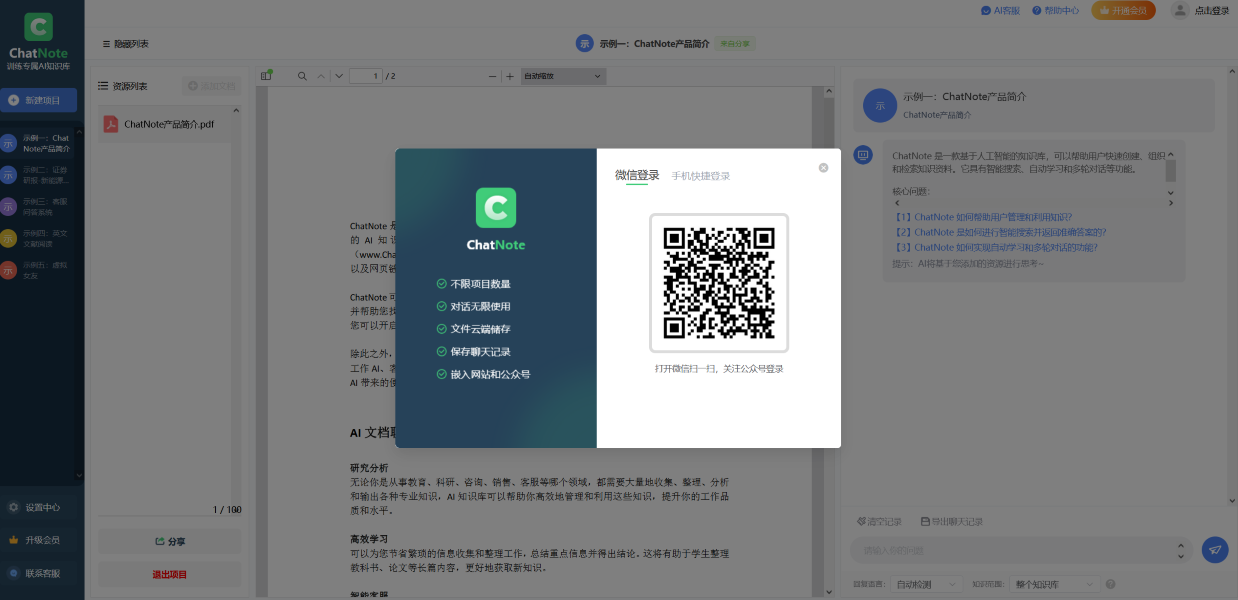 ChatNote
训练专属AI知识库
新建项目
示例一：Chat
Note产品简介
示例二：证券
研报-新能源...
示例三：客服
问答系统
示例四：英文
文献阅读
示例五：虚拟
女友
设置中心
升级会员
联系客服
AI客服
帮助中心
开通会员
点击登录
隐藏列表
示 示例一：ChatNote产品简介 来自分享
资源列表
添加文档
ChatNote产品简介.pdf
1 / 100
分享
退出项目
1 / 2
自动缩放
ChatNote
的 AI 知识
以及网页链
ChatNote 可
并帮助您找
您可以开启
除此之外，
工作 AI、
AI 带来的便
AI 文档
研究分析
无论你是从事教育、科研、咨询、销售、客服等哪个领域，都需要大量地收集、整理、分析
和输出各种专业知识，AI 知识库可以帮助你高效地管理和利用这些知识，提升你的工作品
质和水平。
高效学习
可以为您节省繁琐的信息收集和整理工作，总结重点信息并得出结论。这将有助于学生整理
教科书、论文等长篇内容，更好地获取新知识。
智能客服
ChatNote
不限项目数量
对话无限使用
文件云端储存
保存聊天记录
嵌入网站和公众号
微信登录
手机快捷登录
打开微信扫一扫，关注公众号登录
示
示例一：ChatNote产品简介
ChatNote产品简介
ChatNote 是一款基于人工智能的知识库，可以帮助用户快速创建、组织
和检索知识资料。它具有智能搜索、自动学习和多轮对话等功能。
核心问题：
【1】ChatNote 如何帮助用户管理和利用知识?
【2】ChatNote 是如何进行智能搜索并返回准确答案的?
【3】ChatNote 如何实现自动学习和多轮对话的功能?
提示：AI将基于您添加的资源进行思考~
清空记录
导出聊天记录
请输入你的问题
回复语言： 自动检测
知识范围： 整个知识库